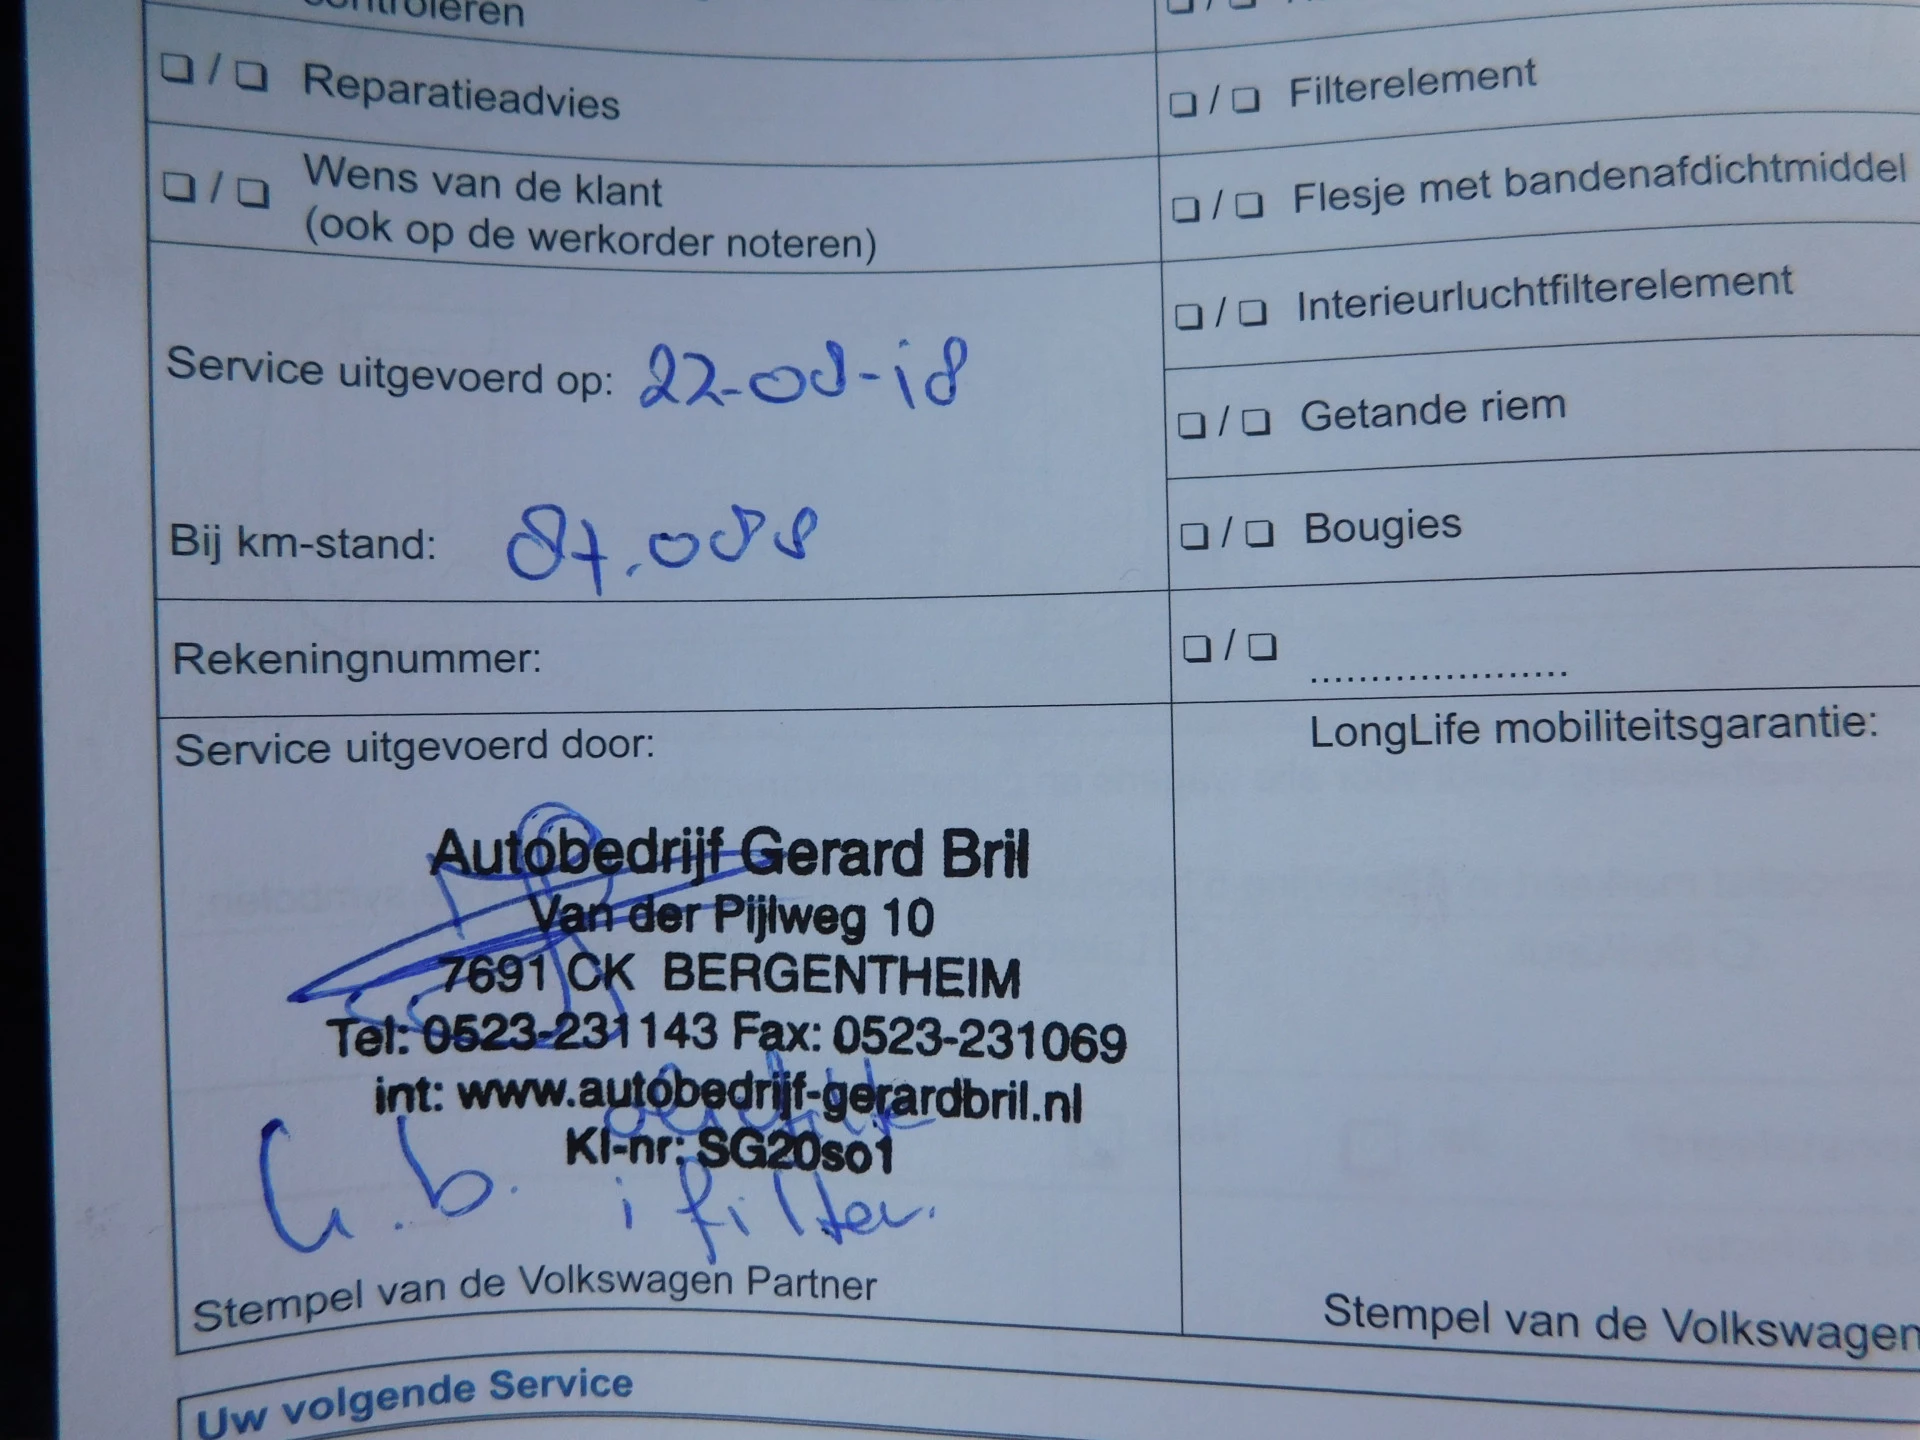 controleren
❏ / ❏ Reparatieadvies
❏ / ❏ Wens van de klant
(ook op de werkorder noteren)
Service uitgevoerd op: 22-08-18
Bij km-stand: 87.088
Rekeningnummer:
Service uitgevoerd door:
Autobedrijf Gerard Bril
Van der Pijlweg 10
7691 CK BERGENTHEIM
Tel: 0523-231143 Fax: 0523-231069
int: www.autobedrijf-gerardbril.nl
KI-nr: SG20so1
G.b.
i filter.
Stempel van de Volkswagen Partner
❏ / ❏ Filterelement
❏ / ❏ Flesje met bandenafdichtmiddel
❏ / ❏ Interieurluchtfilterelement
❏ / ❏ Getande riem
❏ / ❏ Bougies
❏ / ❏ .....................
LongLife mobiliteitsgarantie:
Stempel van de Volkswagen
Uw volgende Service